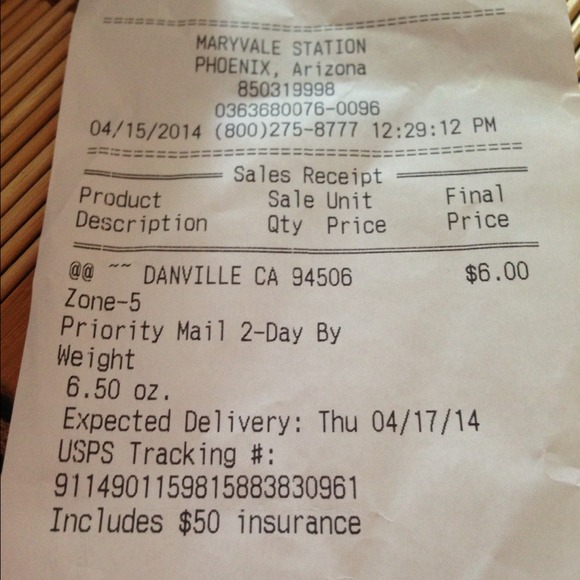 MARYVALE STATION
PHOENIX, Arizona
850319998
0363680076-0096
04/15/2014 (800)275-8777 12:29:12 PM
Sales Receipt
Product Sale Unit Final
Description Qty Price Price
@@ ~~ DANVILLE CA 94506 $6.00
Zone-5
Priority Mail 2-Day By
Weight
6.50 oz.
Expected Delivery: Thu 04/17/14
USPS Tracking #:
9114901159815883830961
Includes $50 insurance